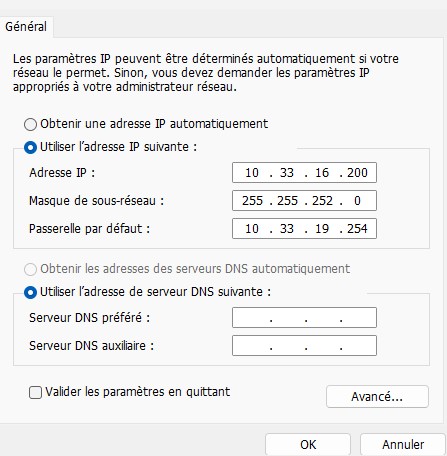 Général
Les paramètres IP peuvent être déterminés automatiquement si votre
réseau le permet. Sinon, vous devez demander les paramètres IP
appropriés à votre administrateur réseau.
Obtenir une adresse IP automatiquement
Utiliser l'adresse IP suivante :
Adresse IP : 10 . 33 . 16 . 200
Masque de sous-réseau : 255 . 255 . 252 . 0
Passerelle par défaut : 10 . 33 . 19 . 254
Obtenir les adresses des serveurs DNS automatiquement
Utiliser l'adresse de serveur DNS suivante :
Serveur DNS préféré : . . .
Serveur DNS auxiliaire : . . .
Valider les paramètres en quittant
Avancé...
OK Annuler